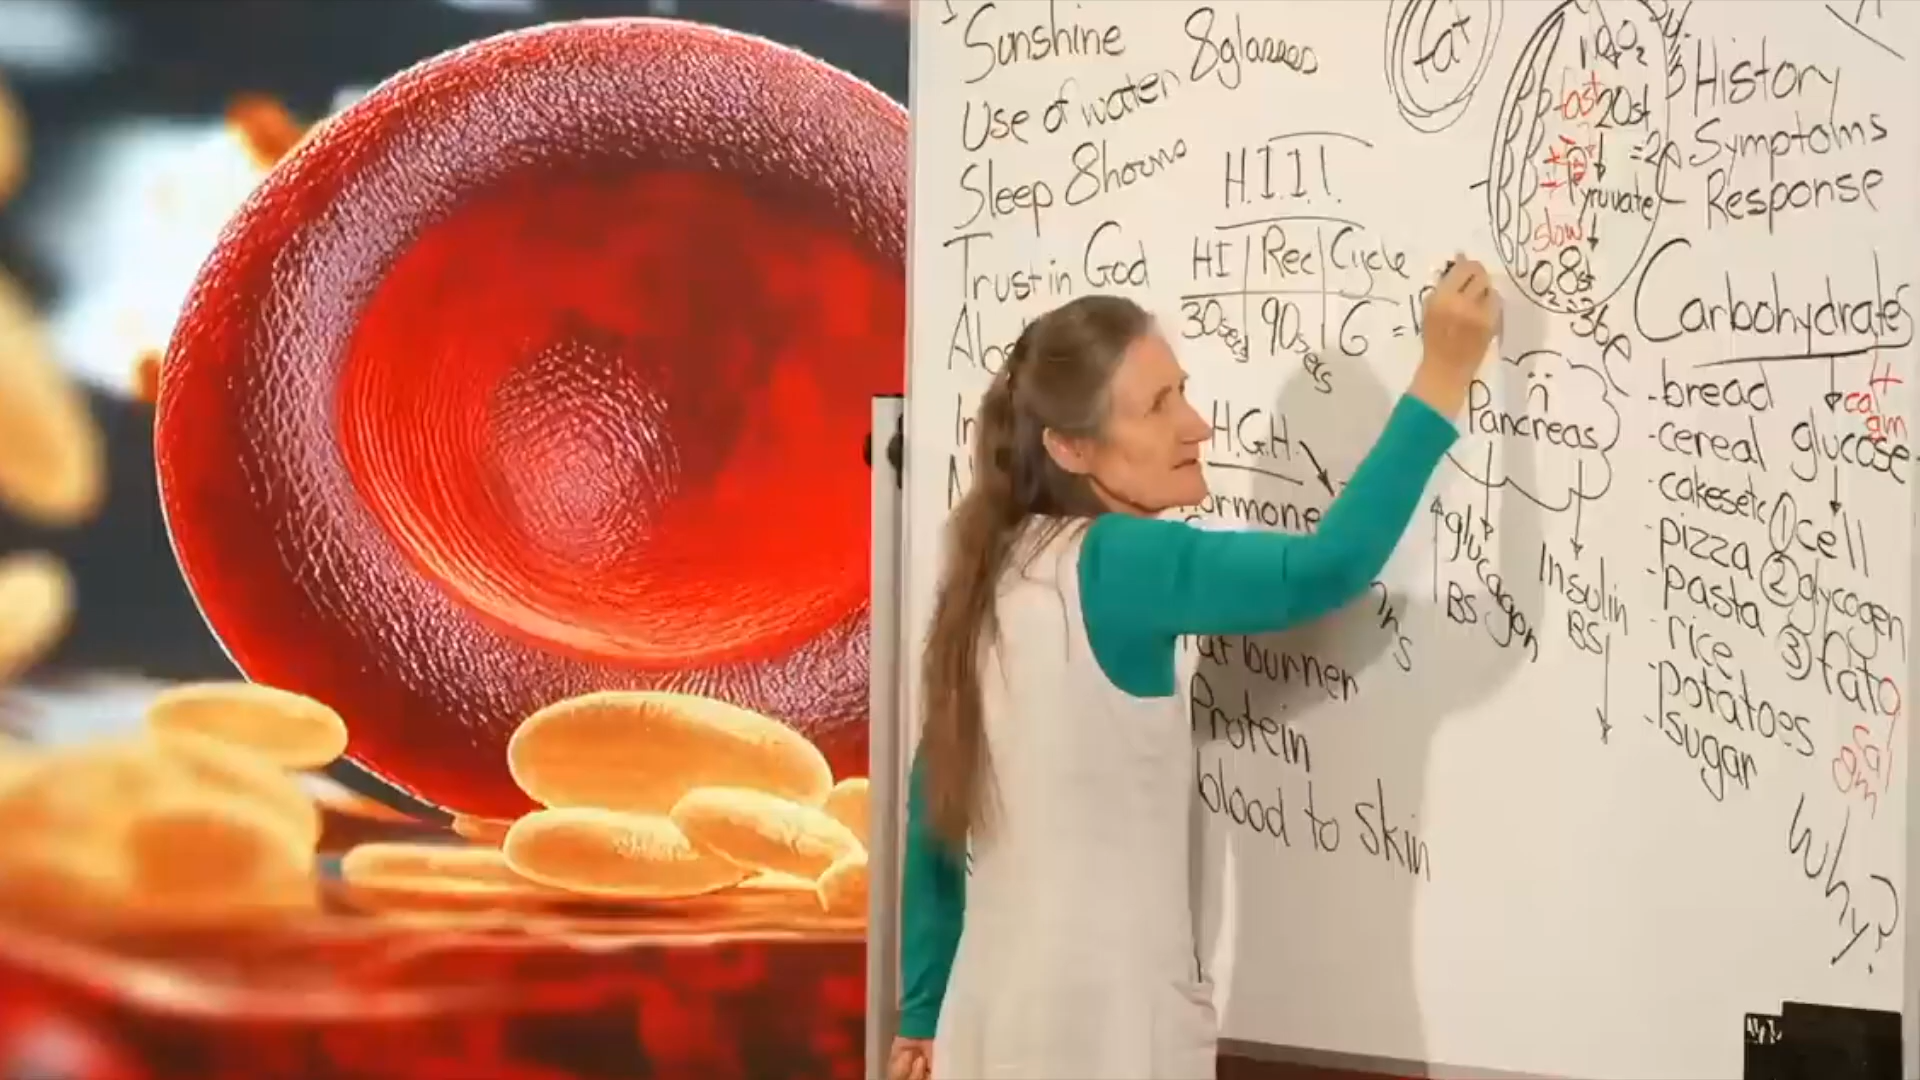 Sunshine 8glasses
Use of water
Sleep 8hours
Trust in God
H.I.I.
HI Rec Cycle
30secs 90secs 6 =
H.G.H.
ormone
burner
Protein
blood to skin
fat
fast 20st
Pyruvate
slow
Pancreas
glucagon
BS
Insulin
BS
History
Symptoms
Response
Carbohydrates
- bread
- cereal
- cakes etc
- pizza
- pasta
- rice
- potatoes
- sugar
glucose
① cell
② glycogen
③ fat
Why?